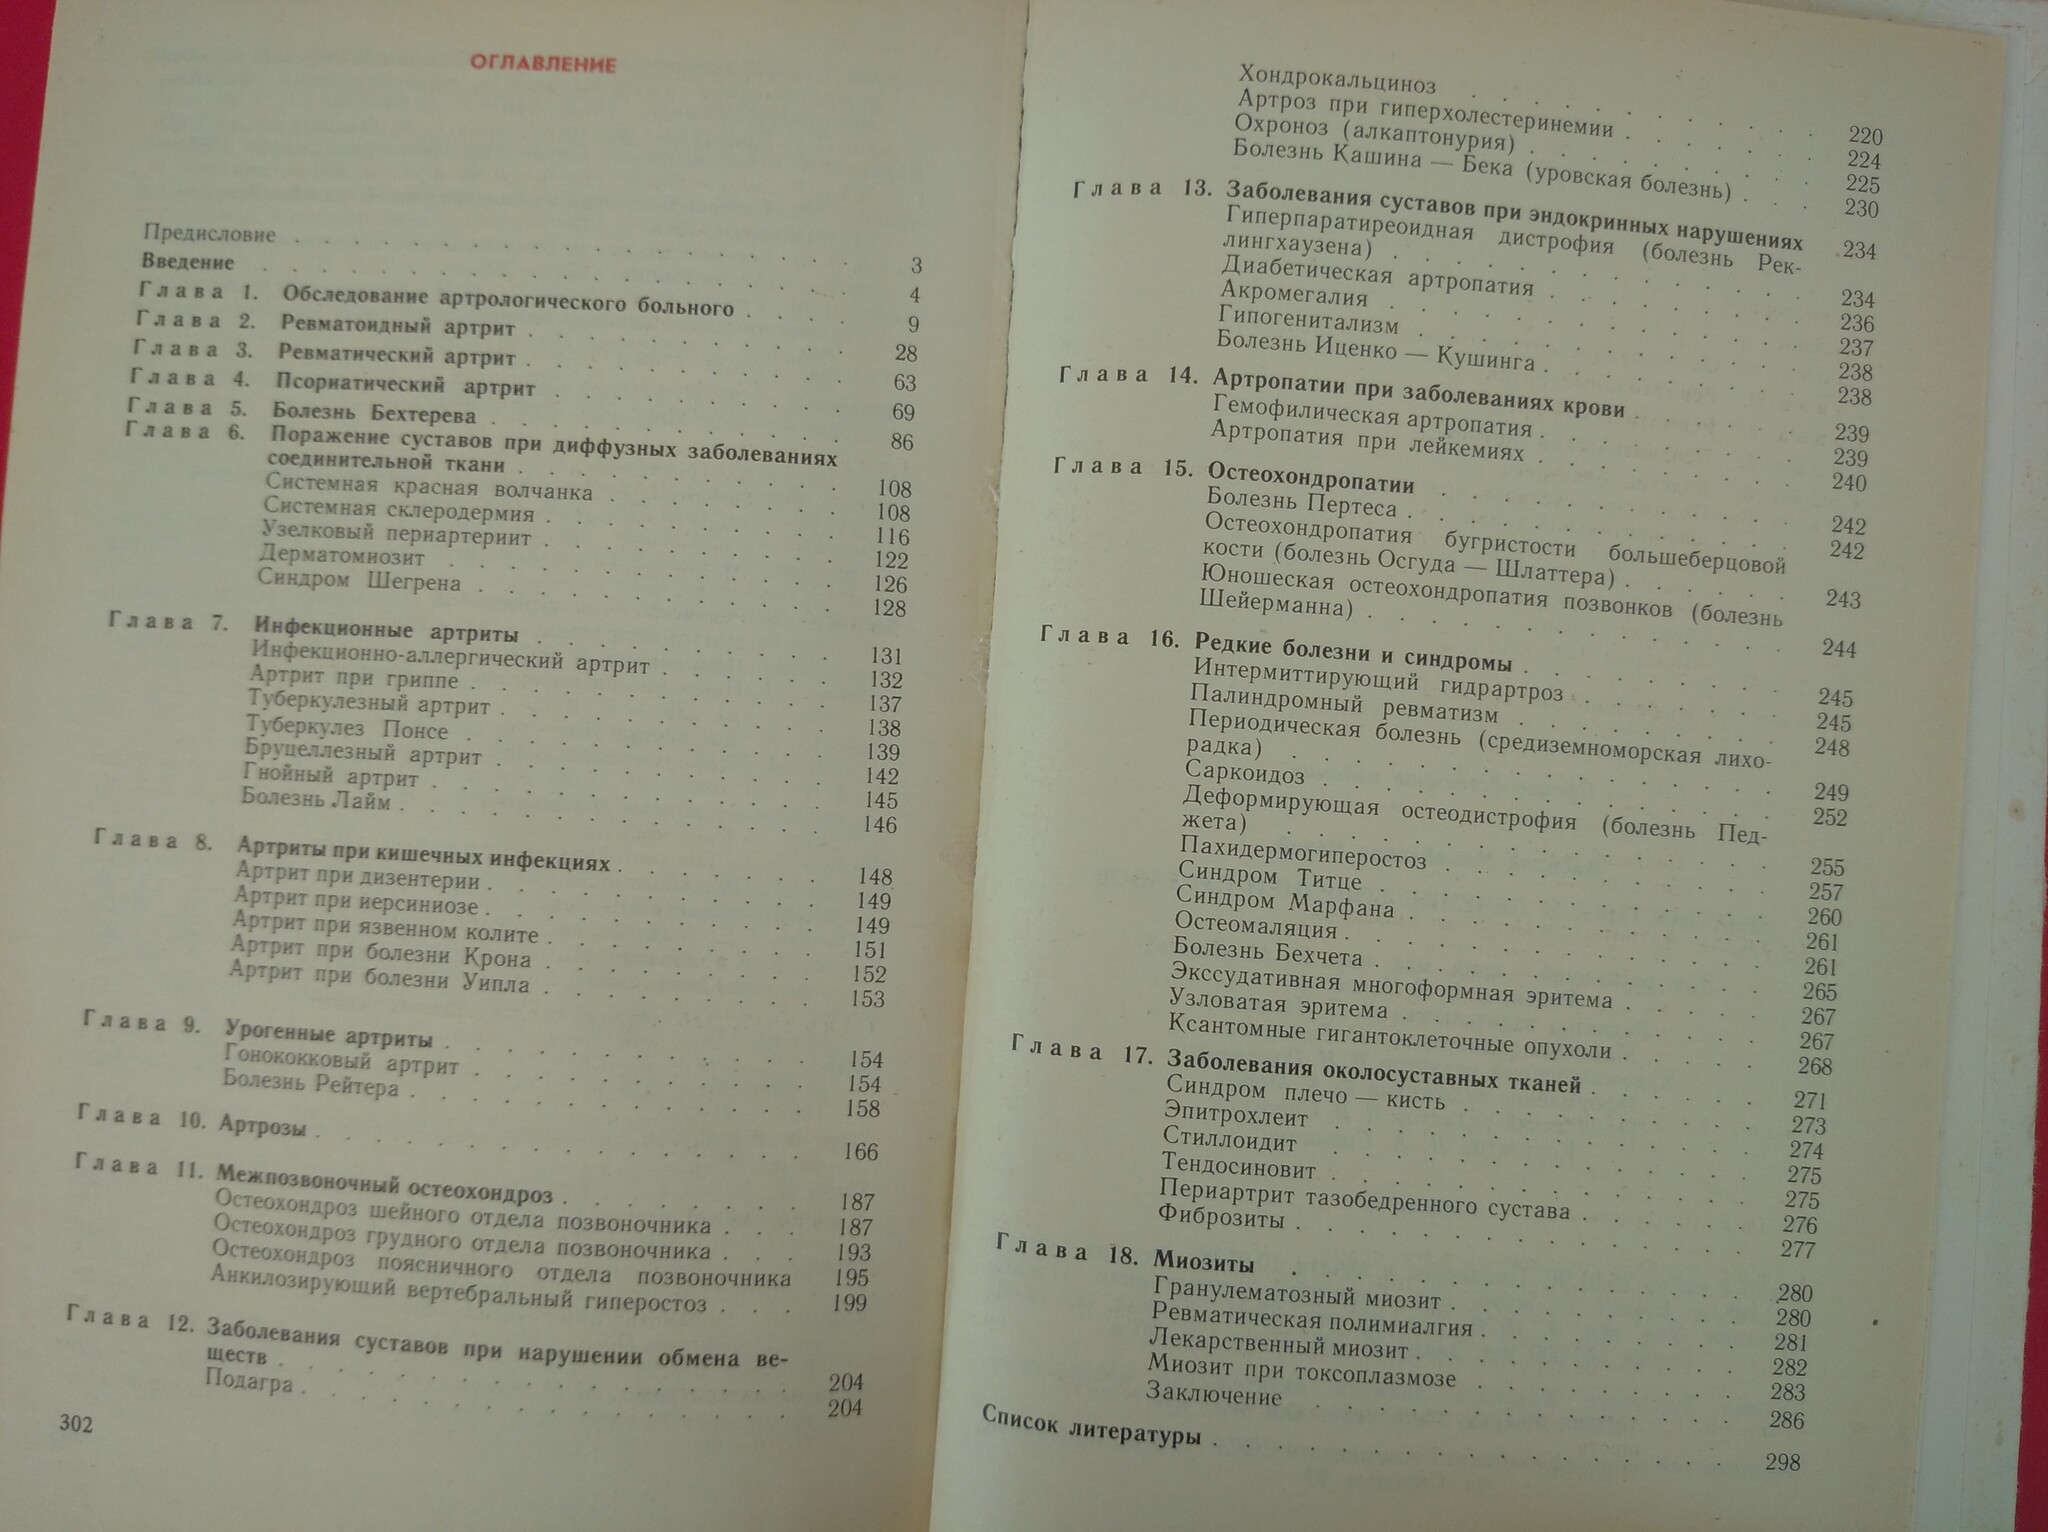 ОГЛАВЛЕНИЕ
Предисловие . . . . . . . . . . 3
Введение . . . . . . . . . . 4
Глава 1. Обследование артрологического больного . . . . 9
Глава 2. Ревматоидный артрит . . . . . . . . . . 28
Глава 3. Ревматический артрит . . . . . . . . . . 63
Глава 4. Псориатический артрит . . . . . . . . . . 69
Глава 5. Болезнь Бехтерева . . . . . . . . . . 86
Глава 6. Поражение суставов при диффузных заболеваниях
соединительной ткани . . . . . . . . . . 108
Системная красная волчанка . . . . . . . . 108
Системная склеродермия . . . . . . . . 116
Узелковый периартериит . . . . . . . . 122
Дерматомиозит . . . . . . . . 126
Синдром Шегрена . . . . . . . . 128
Глава 7. Инфекционные артриты . . . . . . . . 131
Инфекционно-аллергический артрит . . . . . . 132
Артрит при гриппе . . . . . . . . 137
Туберкулезный артрит . . . . . . . . 138
Туберкулез Понсе . . . . . . . . 139
Бруцеллезный артрит . . . . . . . . 142
Гнойный артрит . . . . . . . . 145
Болезнь Лайм . . . . . . . . 146
Глава 8. Артриты при кишечных инфекциях . . . . . . 148
Артрит при дизентерии . . . . . . . . 149
Артрит при иерсиниозе . . . . . . . . 149
Артрит при язвенном колите . . . . . . . . 151
Артрит при болезни Крона . . . . . . . . 152
Артрит при болезни Уипла . . . . . . . . 153
Глава 9. Урогенные артриты . . . . . . . . 154
Гонококковый артрит . . . . . . . . 154
Болезнь Рейтера . . . . . . . . 158
Глава 10. Артрозы . . . . . . . . 166
Глава 11. Межпозвоночный остеохондроз . . . . . . 187
Остеохондроз шейного отдела позвоночника . . . 187
Остеохондроз грудного отдела позвоночника . . . 193
Остеохондроз поясничного отдела позвоночника 195
Анкилозирующий вертебральный гиперостоз . . . 199
Глава 12. Заболевания суставов при нарушении обмена ве-
ществ . . . . . . . . 204
Подагра . . . . . . . . 204
302
Хондрокальциноз . . . . . . . . 220
Артроз при гиперхолестеринемии . . . . . . 224
Охроноз (алкаптонурия) . . . . . . . . 225
Болезнь Кашина — Бека (уровская болезнь) . . . 230
Глава 13. Заболевания суставов при эндокринных нарушениях 234
Гиперпаратиреоидная дистрофия (болезнь Рек-
лингхаузена) . . . . . . . . 234
Диабетическая артропатия . . . . . . . . 236
Акромегалия . . . . . . . . 237
Гипогенитализм . . . . . . . . 238
Болезнь Иценко — Кушинга . . . . . . . . 238
Глава 14. Артропатии при заболеваниях крови . . . . . . 239
Гемофилическая артропатия . . . . . . . . 239
Артропатия при лейкемиях . . . . . . . . 240
Глава 15. Остеохондропатии . . . . . . . . 242
Болезнь Пертеса . . . . . . . . 242
Остеохондропатия бугристости большеберцовой
кости (болезнь Осгуда — Шлаттера) . . . . . . 243
Юношеская остеохондропатия позвонков (болезнь
Шейерманна) . . . . . . . . 244
Глава 16. Редкие болезни и синдромы . . . . . . . . 245
Интермиттирующий гидрартроз . . . . . . 245
Палиндромный ревматизм . . . . . . . . 248
Периодическая болезнь (средиземноморская лихо-
радка) . . . . . . . . 249
Саркоидоз . . . . . . . . 252
Деформирующая остеодистрофия (болезнь Пед-
жета) . . . . . . . . 255
Пахидермогиперостоз . . . . . . . . 257
Синдром Титце . . . . . . . . 260
Синдром Марфана . . . . . . . . 261
Остеомаляция . . . . . . . . 261
Болезнь Бехчета . . . . . . . . 265
Экссудативная многоформная эритема . . . . . 267
Узловатая эритема . . . . . . . . 267
Ксантомные гигантоклеточные опухоли . . . . . 268
Глава 17. Заболевания околосуставных тканей . . . . . . 271
Синдром плечо — кисть . . . . . . . . 273
Эпитрохлеит . . . . . . . . 274
Стиллоидит . . . . . . . . 275
Тендосиновит . . . . . . . . 275
Периартрит тазобедренного сустава . . . . . . 276
Фиброзиты . . . . . . . . 277
Глава 18. Миозиты . . . . . . . . 280
Гранулематозный миозит . . . . . . . . 280
Ревматическая полимиалгия . . . . . . . . 281
Лекарственный миозит . . . . . . . . 282
Миозит при токсоплазмозе . . . . . . . . 283
Заключение . . . . . . . . 286
Список литературы . . . . . . . . 298